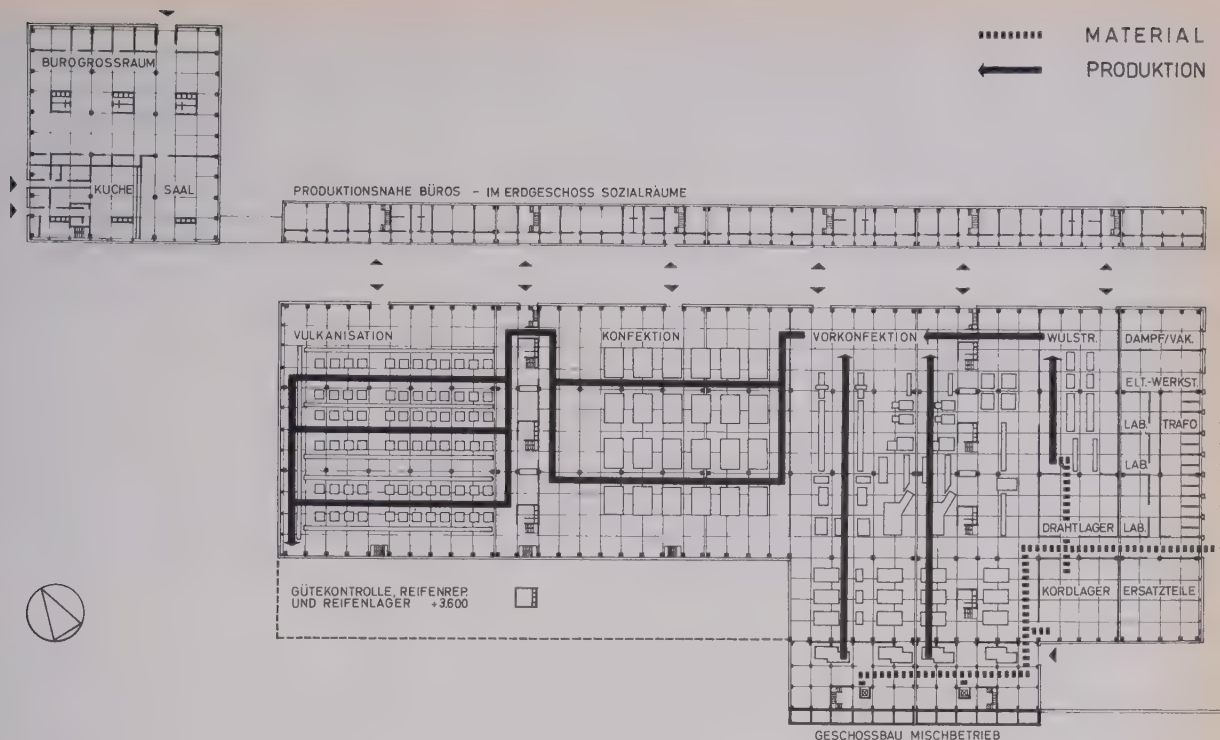 MATERIAL
PRODUKTION
BÜROGROSSRAUM
KÜCHE
SAAL
PRODUKTIONSNAHE BÜROS - IM ERDGESCHOSS SOZIALRÄUME
VULKANISATION
KONFEKTION
VORKONFEKTION
WULSTR.
DAMPF/VAK.
ELT.-WERKST.
LAB.
TRAFO
LAB.
DRAHTLAGER
LAB.
GÜTEKONTROLLE, REIFENREP.
UND REIFENLAGER +3.600
KORDLAGER
ERSATZTEILE
GESCHOSSBAU MISCHBETRIEB